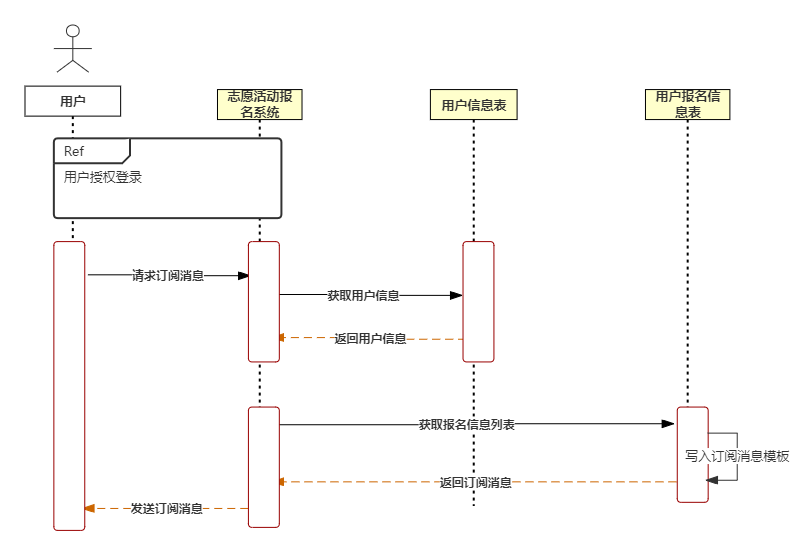 用户
志愿活动报
名系统
用户信息表
用户报名信
息表
Ref
用户授权登录
请求订阅消息
获取用户信息
返回用户信息
获取报名信息列表
写入订阅消息模板
返回订阅消息
发送订阅消息